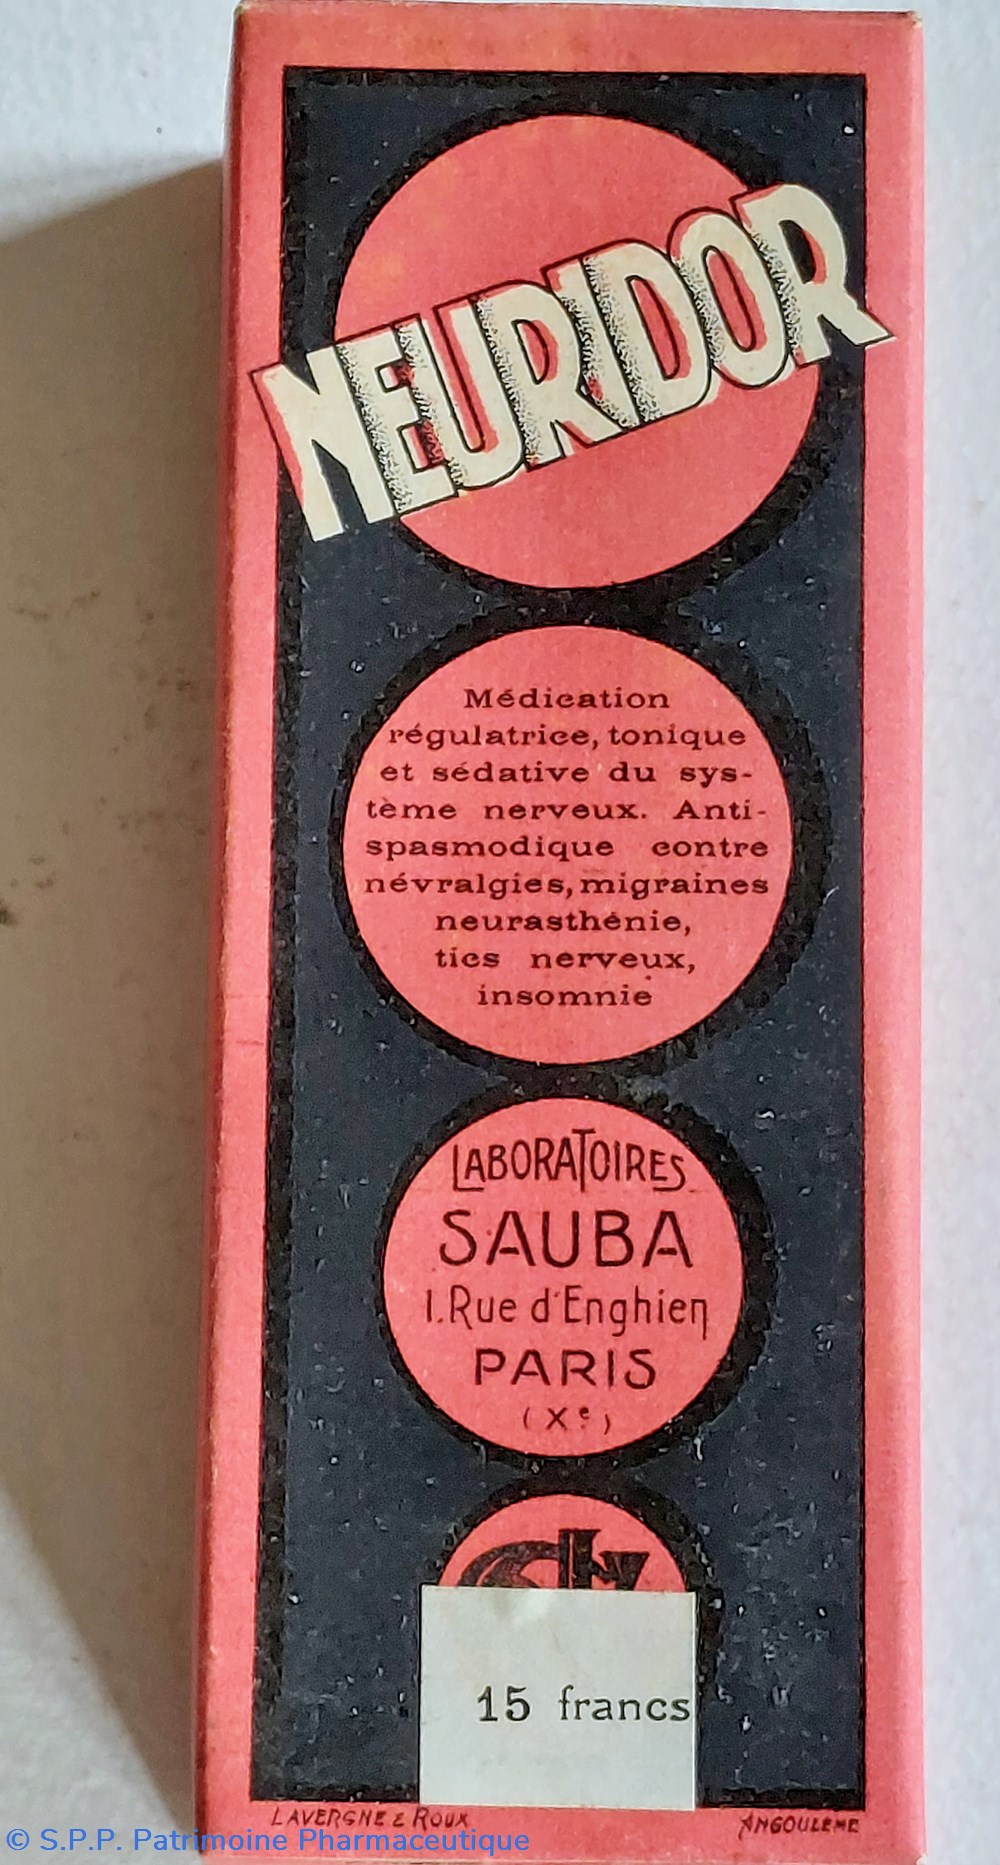 NEURIDOR
Médication
régulatrice, tonique
et sédative du sys-
tème nerveux. Anti-
spasmodique contre
névralgies, migraines
neurasthénie,
tics nerveux,
insomnie
LABORATOIRES
SAUBA
1. Rue d'Enghien
PARIS
(Xe)
15 francs
LAVERGNE & ROUX ANGOULEME
© S.P.P. Patrimoine Pharmaceutique